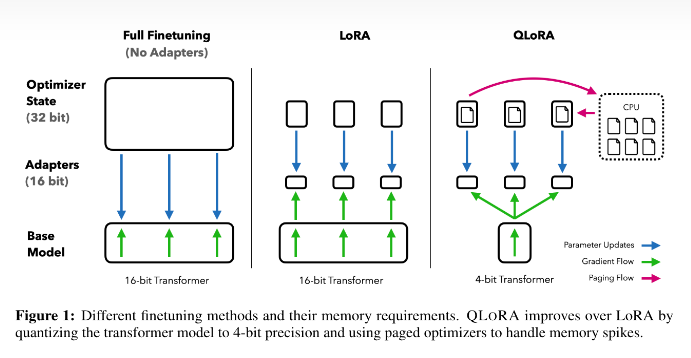 Full Finetuning
(No Adapters)
LoRA
QLoRA
Optimizer
State
(32 bit)
CPU
Adapters
(16 bit)
Base
Model
Parameter Updates
Gradient Flow
Paging Flow
16-bit Transformer
16-bit Transformer
4-bit Transformer
Figure 1: Different finetuning methods and their memory requirements. QLORA improves over LoRA by
quantizing the transformer model to 4-bit precision and using paged optimizers to handle memory spikes.